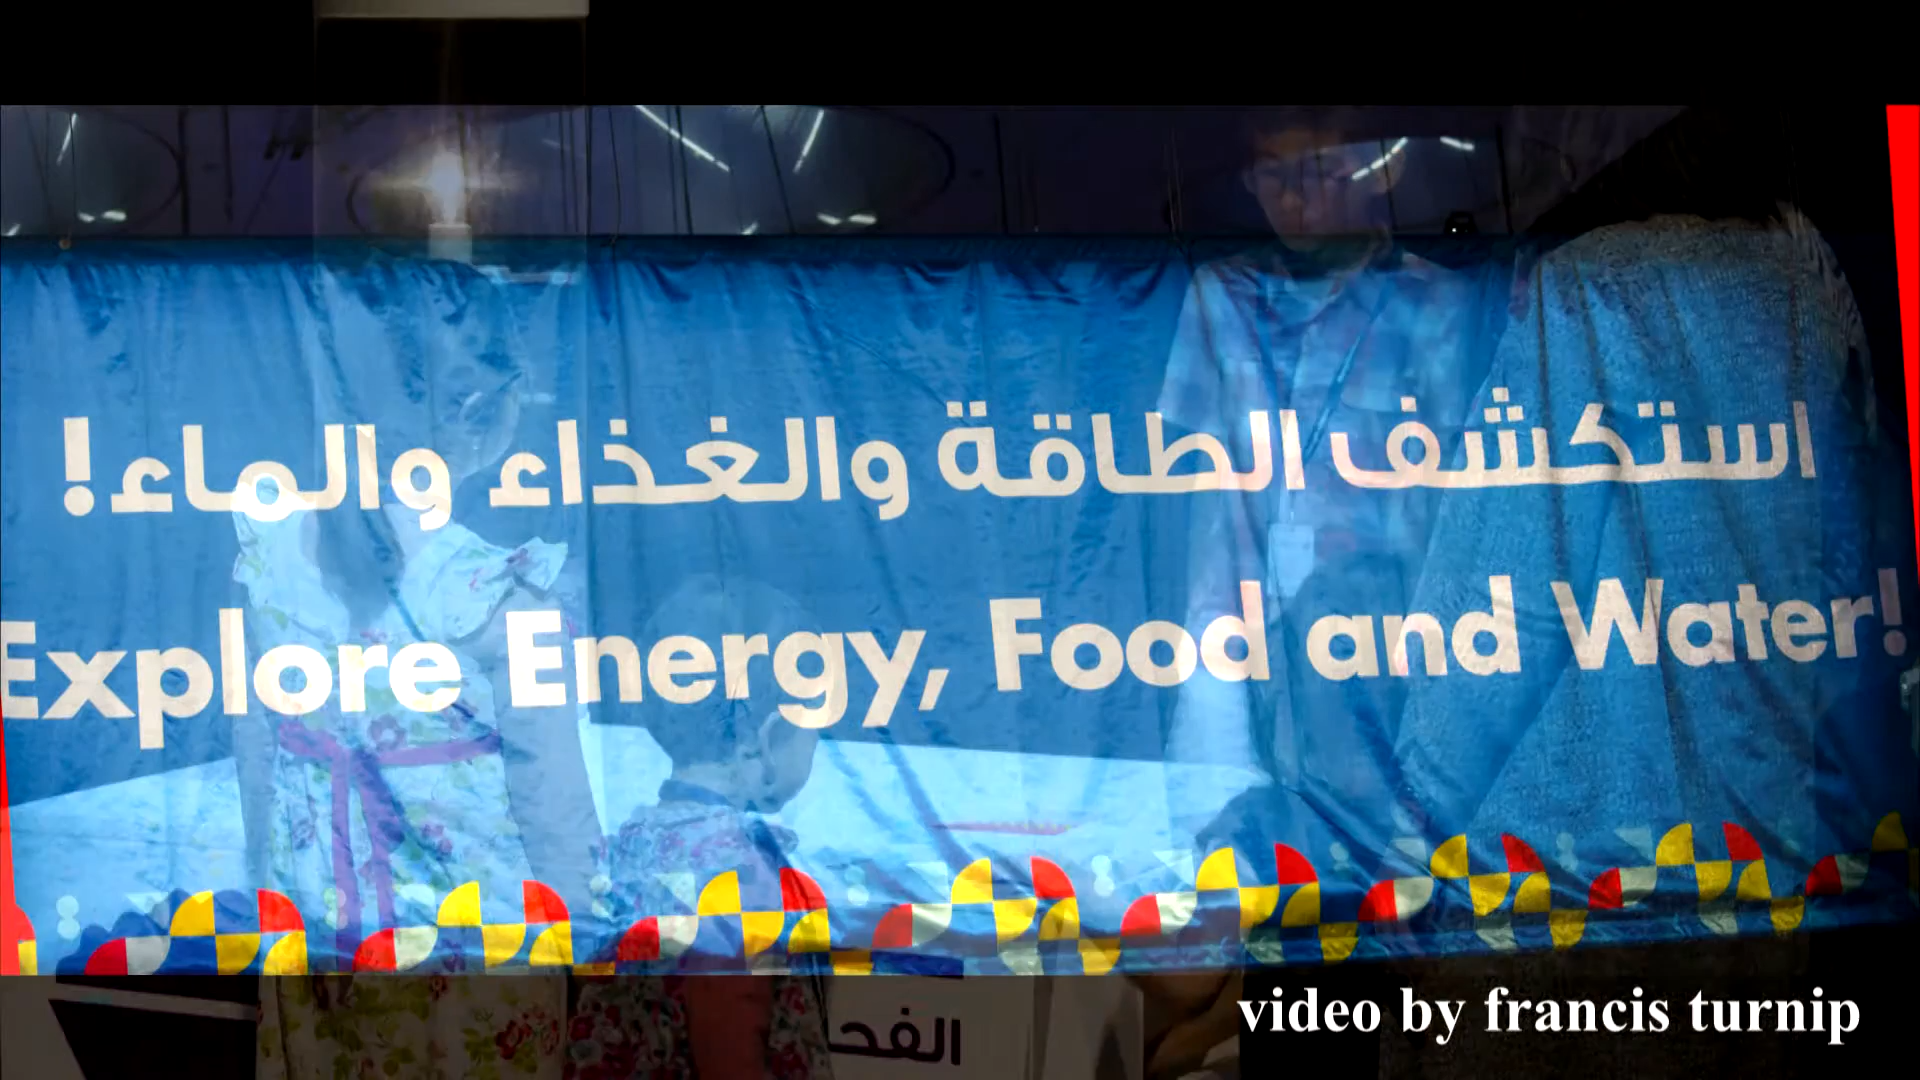 استكشف الطاقة والغذاء والماء!
Explore Energy, Food and Water!
video by francis turnip